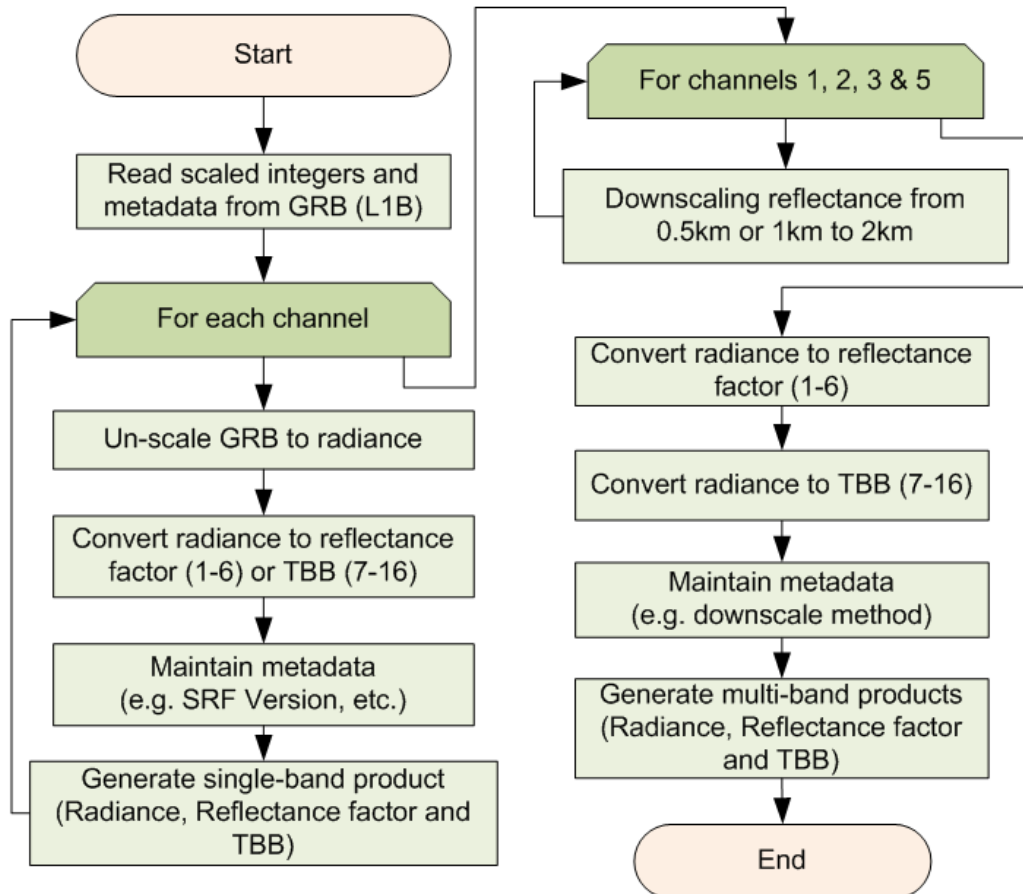 Start
Read scaled integers and
metadata from GRB (L1B)
For each channel
Un-scale GRB to radiance
Convert radiance to reflectance
factor (1-6) or TBB (7-16)
Maintain metadata
(e.g. SRF Version, etc.)
Generate single-band product
(Radiance, Reflectance factor and
TBB)
For channels 1, 2, 3 & 5
Downscaling reflectance from
0.5km or 1km to 2km
Convert radiance to reflectance
factor (1-6)
Convert radiance to TBB (7-16)
Maintain metadata
(e.g. downscale method)
Generate multi-band products
(Radiance, Reflectance factor
and TBB)
End